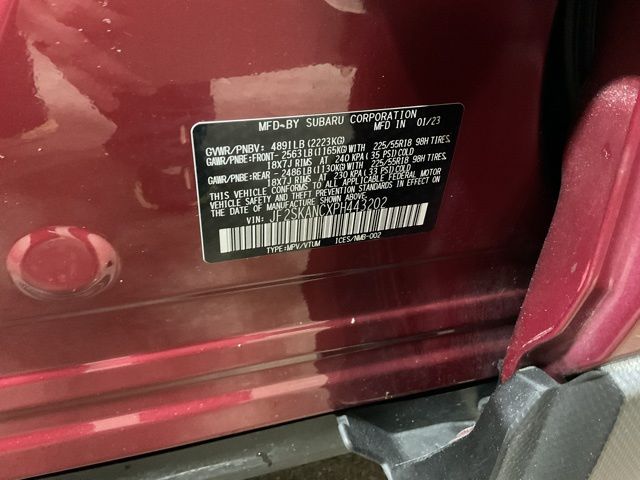 MFD-BY SUBARU CORPORATION
MFD IN 01/23
GVWR/PNBV: 4891LB (2223KG)
GAWR/PNBE:FRONT- 2563LB(1165KG)WITH 225/55R18 98H TIRES.
18X7J RIMS AT 240 KPA(35 PSI)COLD
GAWR/PNBE:REAR - 2486LB(1130KG)WITH 225/55R18 98H TIRES.
18X7J RIMS AT 230 KPA(33 PSI)COLD
THIS VEHICLE CONFORMS TO ALL APPLICABLE FEDERAL MOTOR
VEHICLE SAFETY STANDARDS IN EFFECT ON
THE DATE OF MANUFACTURE SHOWN ABOVE.
VIN: JF2SKANCXPH443202
TYPE:MPV/VTUM ICES/NMB-002